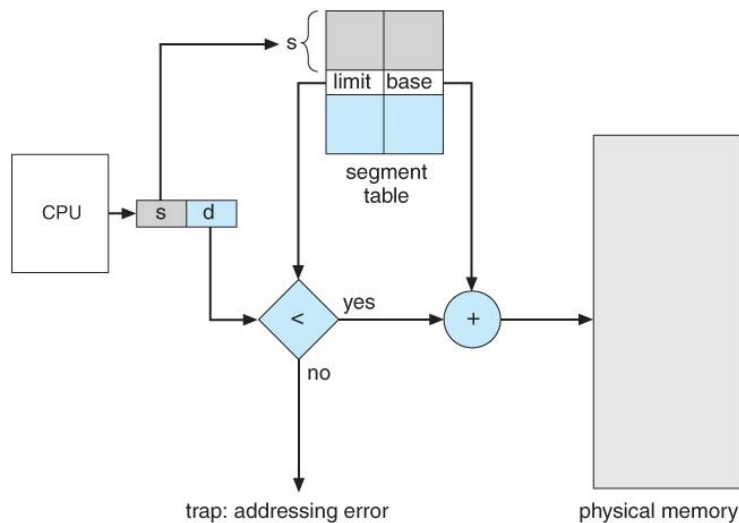 s
limit base
segment
table
CPU
s d
< yes +
no
trap: addressing error
physical memory